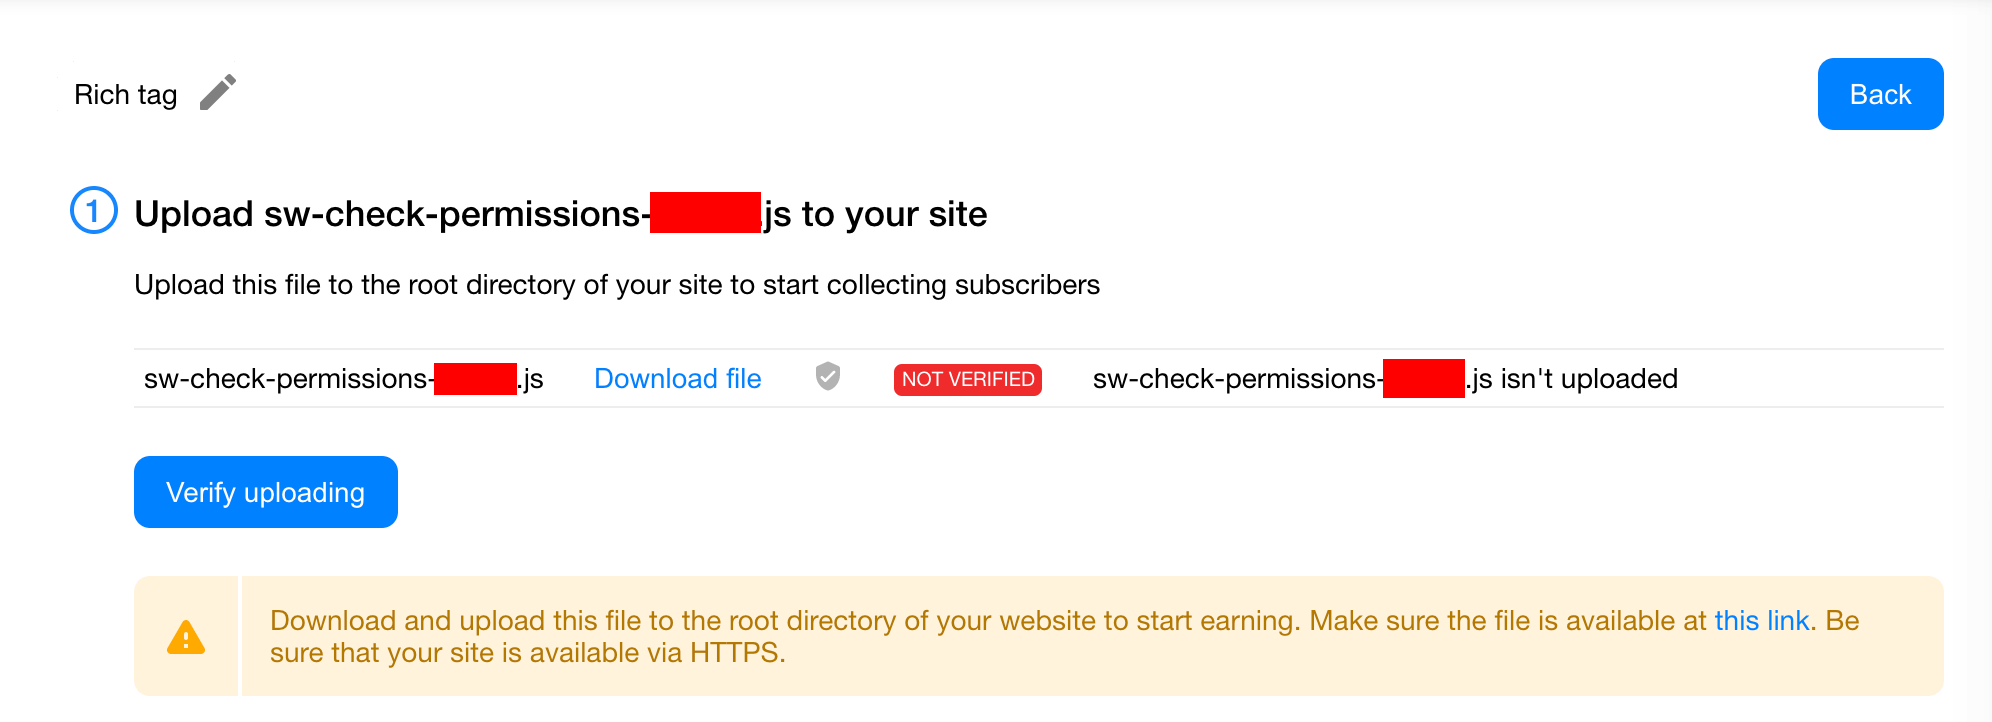 Rich tag
Back
1 Upload sw-check-permissions- .js to your site
Upload this file to the root directory of your site to start collecting subscribers
sw-check-permissions- .js Download file NOT VERIFIED sw-check-permissions- .js isn't uploaded
Verify uploading
Download and upload this file to the root directory of your website to start earning. Make sure the file is available at this link. Be
sure that your site is available via HTTPS.